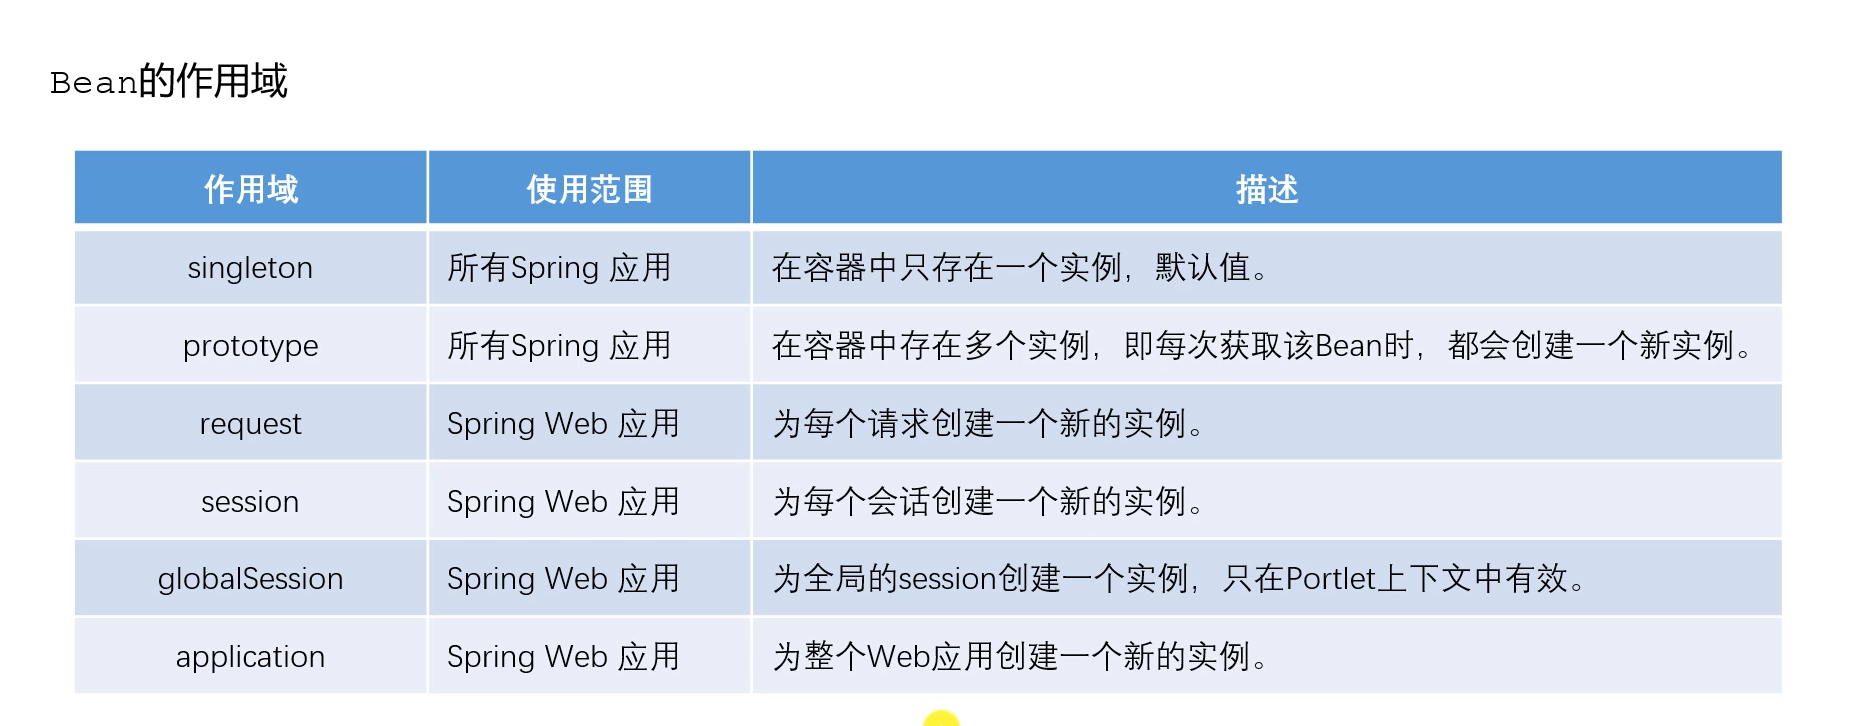 Bean的作用域
作用域 使用范围 描述
singleton 所有Spring 应用 在容器中只存在一个实例，默认值。
prototype 所有Spring 应用 在容器中存在多个实例，即每次获取该Bean时，都会创建一个新实例。
request Spring Web 应用 为每个请求创建一个新的实例。
session Spring Web 应用 为每个会话创建一个新的实例。
globalSession Spring Web 应用 为全局的session创建一个实例，只在Portlet上下文中有效。
application Spring Web 应用 为整个Web应用创建一个新的实例。